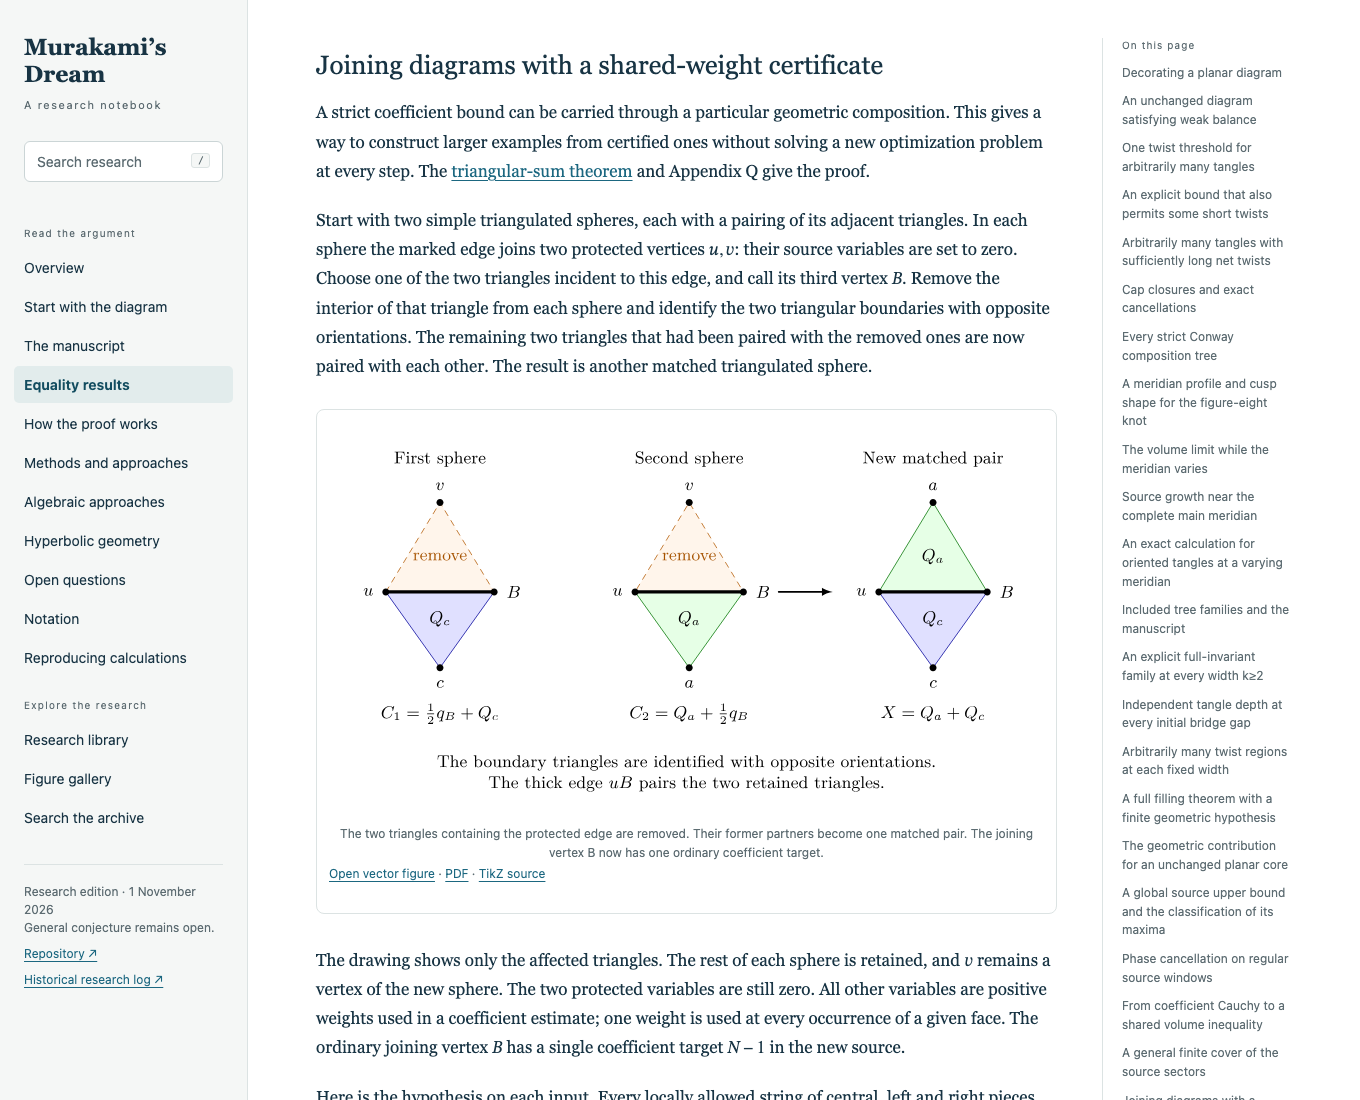 Murakami’s
Dream
A research notebook
Search research /
Read the argument
Overview
Start with the diagram
The manuscript
Equality results
How the proof works
Methods and approaches
Algebraic approaches
Hyperbolic geometry
Open questions
Notation
Reproducing calculations
Explore the research
Research library
Figure gallery
Search the archive
Research edition · 1 November
2026
General conjecture remains open.
Repository ↗
Historical research log ↗
Joining diagrams with a shared-weight certificate
A strict coefficient bound can be carried through a particular geometric composition. This gives a
way to construct larger examples from certified ones without solving a new optimization problem
at every step. The triangular-sum theorem and Appendix Q give the proof.
Start with two simple triangulated spheres, each with a pairing of its adjacent triangles. In each
sphere the marked edge joins two protected vertices u, v: their source variables are set to zero.
Choose one of the two triangles incident to this edge, and call its third vertex B. Remove the
interior of that triangle from each sphere and identify the two triangular boundaries with opposite
orientations. The remaining two triangles that had been paired with the removed ones are now
paired with each other. The result is another matched triangulated sphere.
First sphere Second sphere New matched pair
v v a
remove remove Q_a
u B u B u B
Q_c Q_a Q_c
c a c
C_1 = 1/2 q_B + Q_c C_2 = Q_a + 1/2 q_B X = Q_a + Q_c
The boundary triangles are identified with opposite orientations.
The thick edge uB pairs the two retained triangles.
The two triangles containing the protected edge are removed. Their former partners become one matched pair. The joining
vertex B now has one ordinary coefficient target.
Open vector figure · PDF · TikZ source
The drawing shows only the affected triangles. The rest of each sphere is retained, and v remains a
vertex of the new sphere. The two protected variables are still zero. All other variables are positive
weights used in a coefficient estimate; one weight is used at every occurrence of a given face. The
ordinary joining vertex B has a single coefficient target N – 1 in the new source.
Here is the hypothesis on each input. Every locally allowed string of central, left and right pieces
On this page
Decorating a planar diagram
An unchanged diagram
satisfying weak balance
One twist threshold for
arbitrarily many tangles
An explicit bound that also
permits some short twists
Arbitrarily many tangles with
sufficiently long net twists
Cap closures and exact
cancellations
Every strict Conway
composition tree
A meridian profile and cusp
shape for the figure-eight
knot
The volume limit while the
meridian varies
Source growth near the
complete main meridian
An exact calculation for
oriented tangles at a varying
meridian
Included tree families and the
manuscript
An explicit full-invariant
family at every width k≥2
Independent tangle depth at
every initial bridge gap
Arbitrarily many twist regions
at each fixed width
A full filling theorem with a
finite geometric hypothesis
The geometric contribution
for an unchanged planar core
A global source upper bound
and the classification of its
maxima
Phase cancellation on regular
source windows
From coefficient Cauchy to a
shared volume inequality
A general finite cover of the
source sectors
Joining diagrams with a